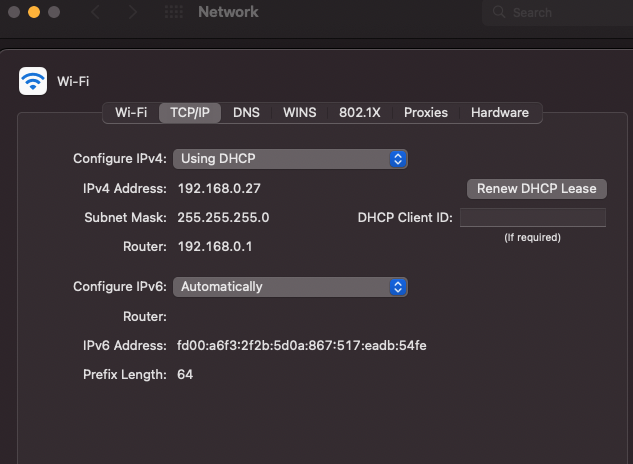 Network
Search
Wi-Fi
Wi-Fi TCP/IP DNS WINS 802.1X Proxies Hardware
Configure IPv4: Using DHCP
IPv4 Address: 192.168.0.27 Renew DHCP Lease
Subnet Mask: 255.255.255.0 DHCP Client ID:
(If required)
Router: 192.168.0.1
Configure IPv6: Automatically
Router:
IPv6 Address: fd00:a6f3:2f2b:5d0a:867:517:eadb:54fe
Prefix Length: 64